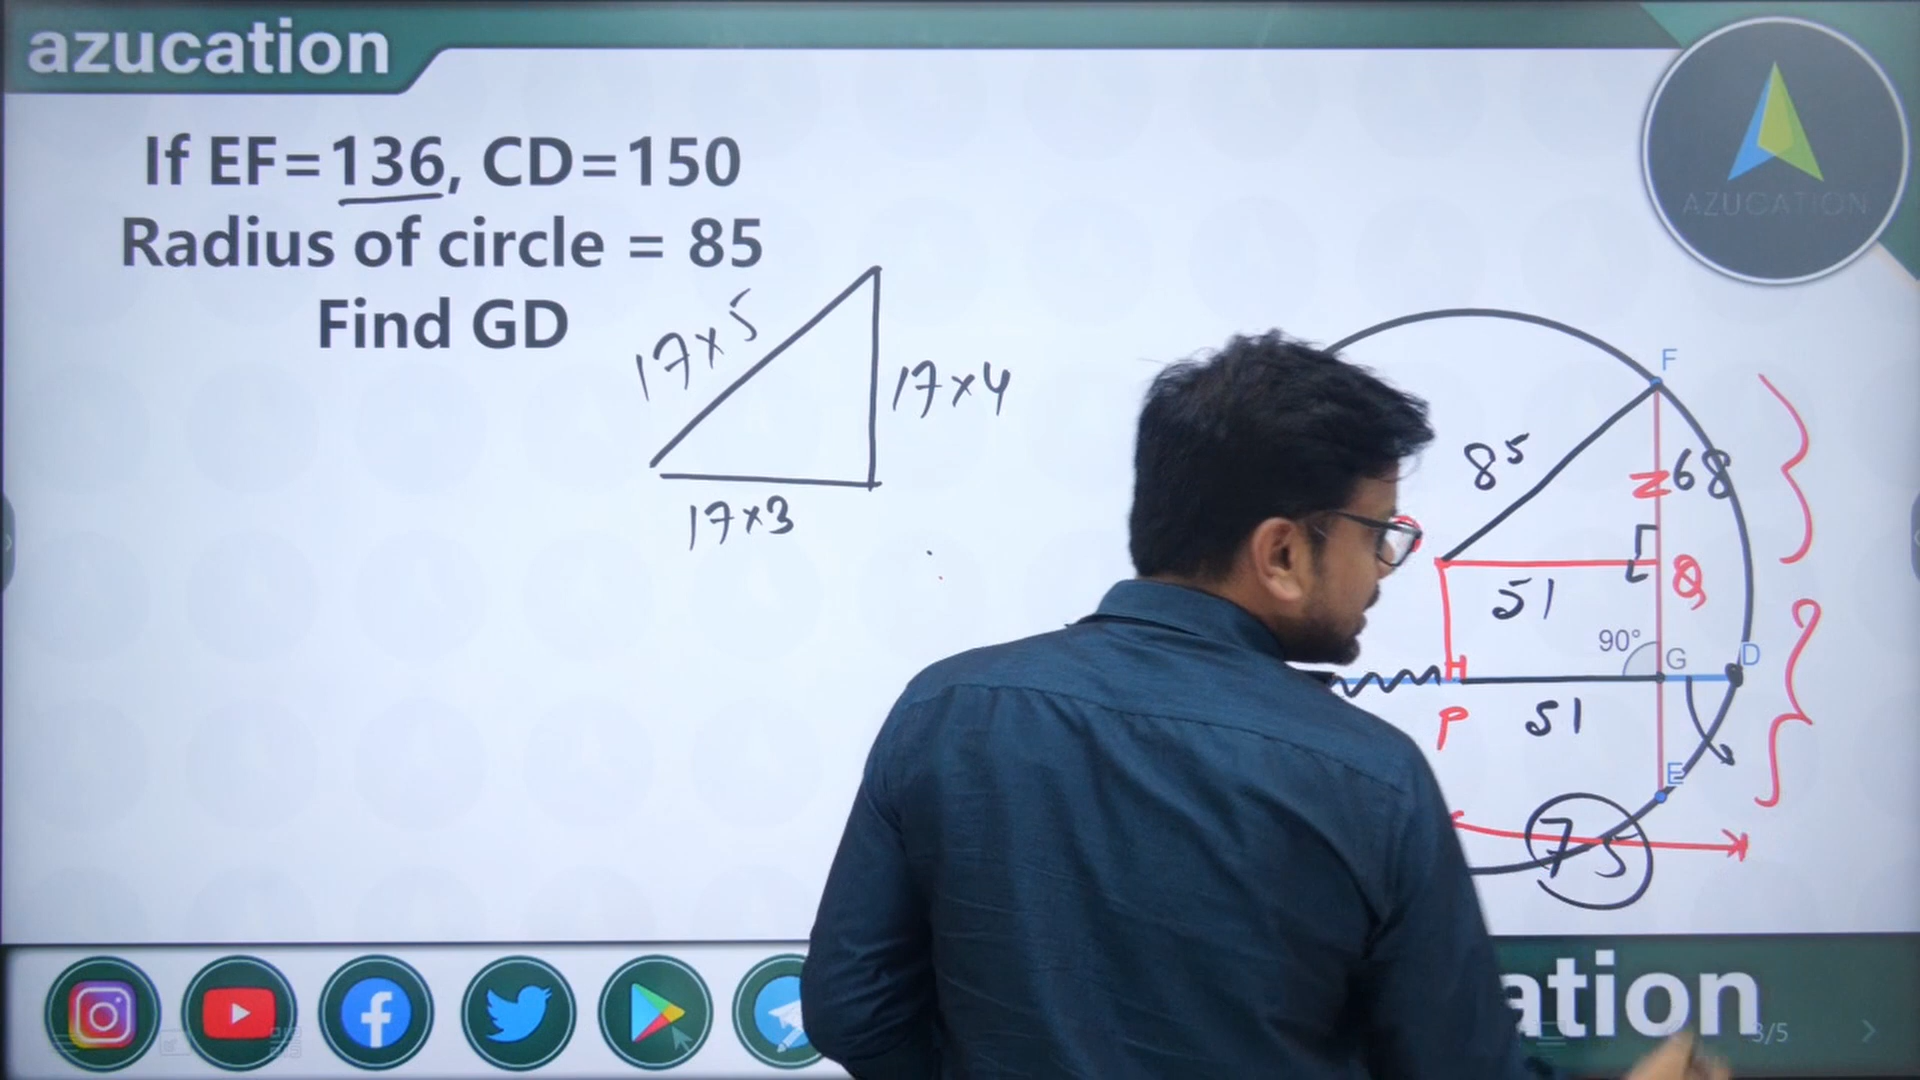 azucation
If EF=136, CD=150
Radius of circle = 85
Find GD
AZUCATION
17×5
17×4
17×3
F
85
68
Q
51
90°
G
D
H
P
51
E
75
ation
3/5